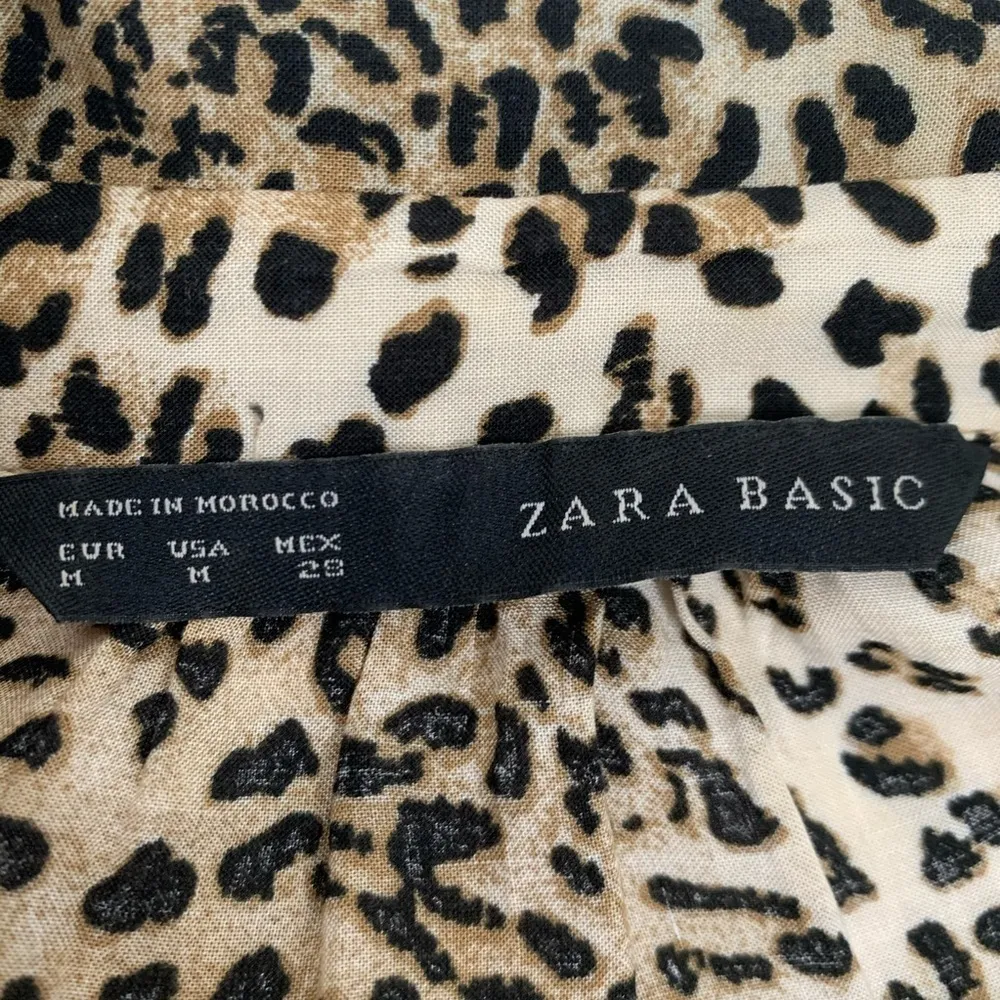 MADE IN MOROCCO
EUR USA MEX
M M 28
ZARA BASIC